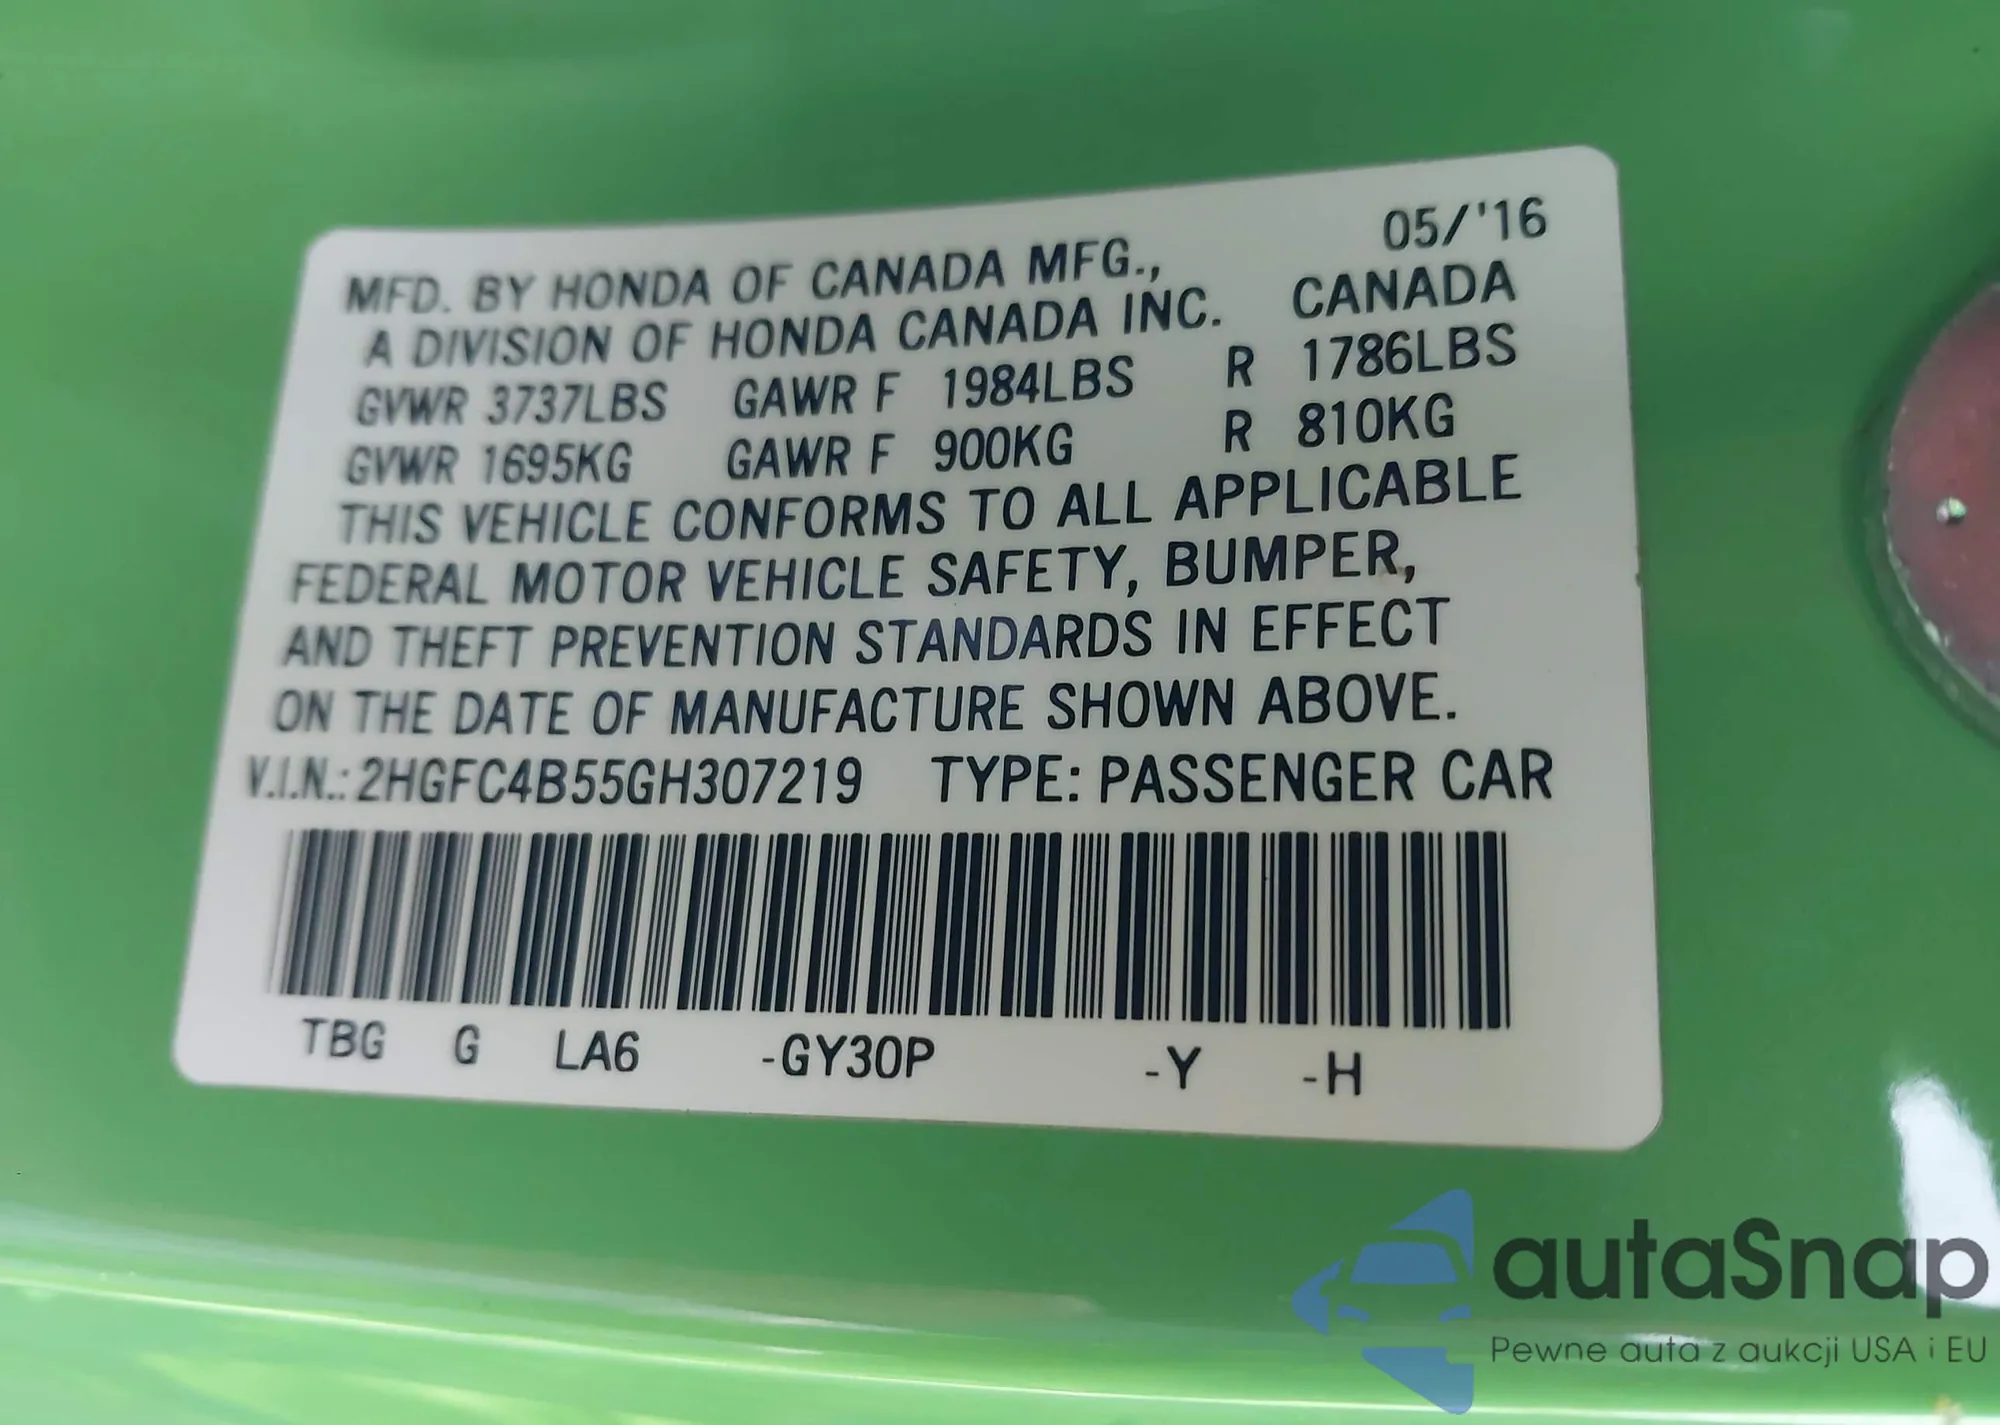 05/'16
MFD. BY HONDA OF CANADA MFG.,
A DIVISION OF HONDA CANADA INC. CANADA
GVWR 3737LBS GAWR F 1984LBS R 1786LBS
GVWR 1695KG GAWR F 900KG R 810KG
THIS VEHICLE CONFORMS TO ALL APPLICABLE
FEDERAL MOTOR VEHICLE SAFETY, BUMPER,
AND THEFT PREVENTION STANDARDS IN EFFECT
ON THE DATE OF MANUFACTURE SHOWN ABOVE.
V.I.N.: 2HGFC4B55GH307219 TYPE: PASSENGER CAR
TBG G LA6 -GY30P -Y -H
autaSnap
Pewne auta z aukcji USA i EU